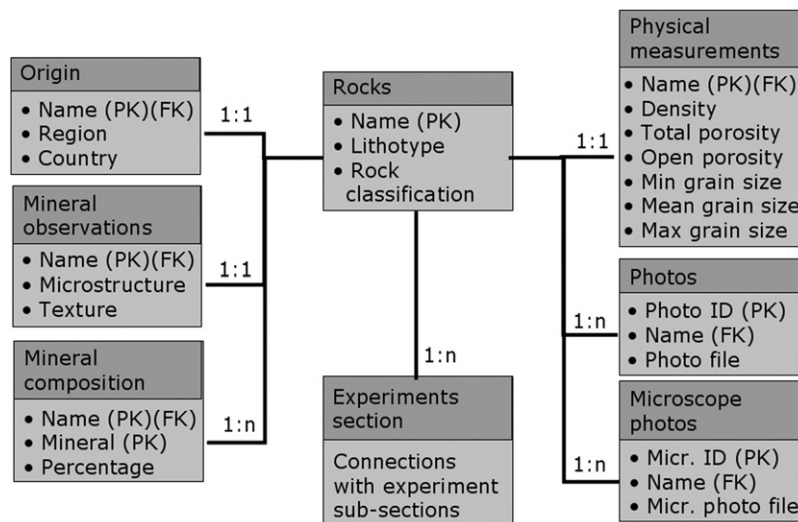 Origin
• Name (PK)(FK)
• Region
• Country
1:1
Mineral
observations
• Name (PK)(FK)
• Microstructure
• Texture
1:1
Mineral
composition
• Name (PK)(FK)
• Mineral (PK)
• Percentage
1:n
Rocks
• Name (PK)
• Lithotype
• Rock
classification
1:n
Experiments
section
Connections
with experiment
sub-sections
Physical
measurements
• Name (PK)(FK)
• Density
• Total porosity
• Open porosity
• Min grain size
• Mean grain size
• Max grain size
1:1
Photos
• Photo ID (PK)
• Name (FK)
• Photo file
1:n
Microscope
photos
• Micr. ID (PK)
• Name (FK)
• Micr. photo file
1:n